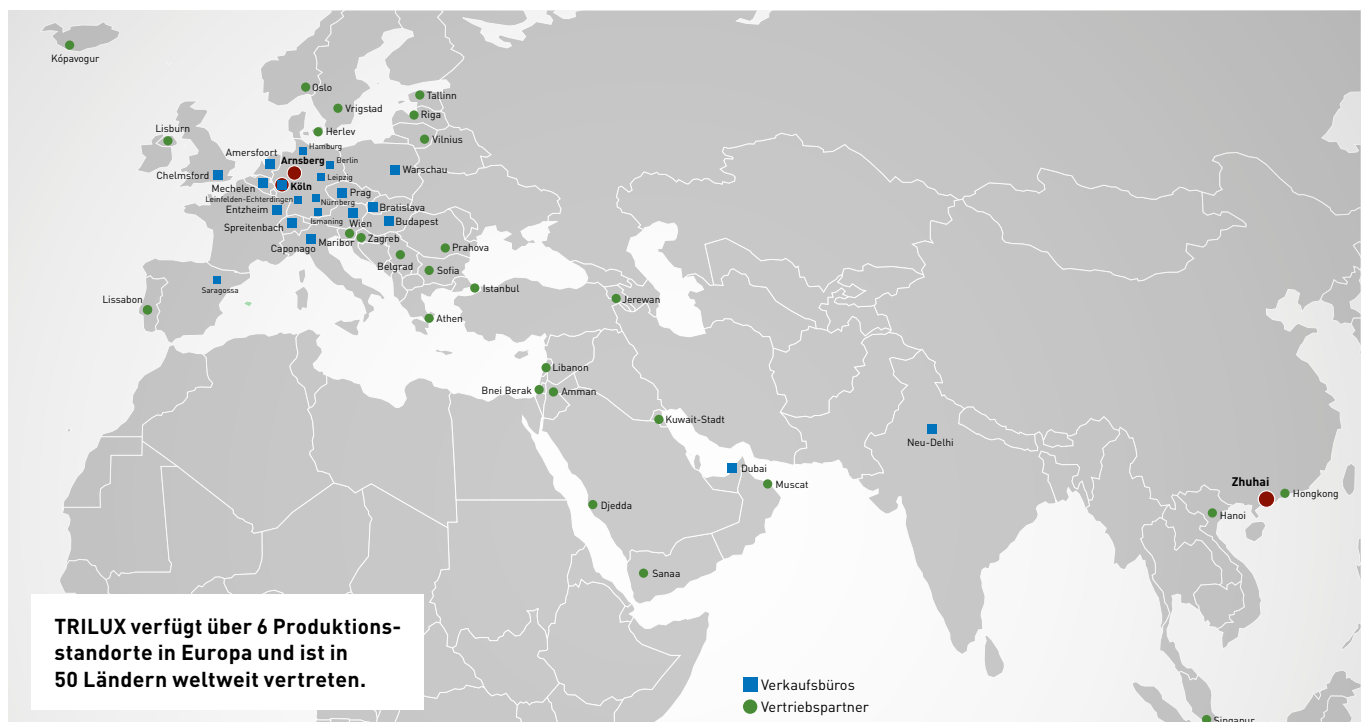 Kópavogur
Oslo
Tallinn
Vrigstad
Riga
Lisburn
Herlev
Vilnius
Hamburg
Amersfoort
Arnsberg
Berlin
Warschau
Chelmsford
Leipzig
Mechelen
Köln
Prag
Leinfelden-Echterdingen
Nürnberg
Entzheim
Bratislava
Ismaning
Wien
Budapest
Spreitenbach
Caponago
Maribor
Zagreb
Prahova
Belgrad
Sofia
Saragossa
Istanbul
Lissabon
Jerewan
Athen
Libanon
Bnei Berak
Amman
Kuwait-Stadt
Neu-Delhi
Dubai
Muscat
Zhuhai
Hongkong
Djedda
Hanoi
Sanaa
TRILUX verfügt über 6 Produktions-
standorte in Europa und ist in
50 Ländern weltweit vertreten.
Verkaufsbüros
Vertriebspartner
Singapur